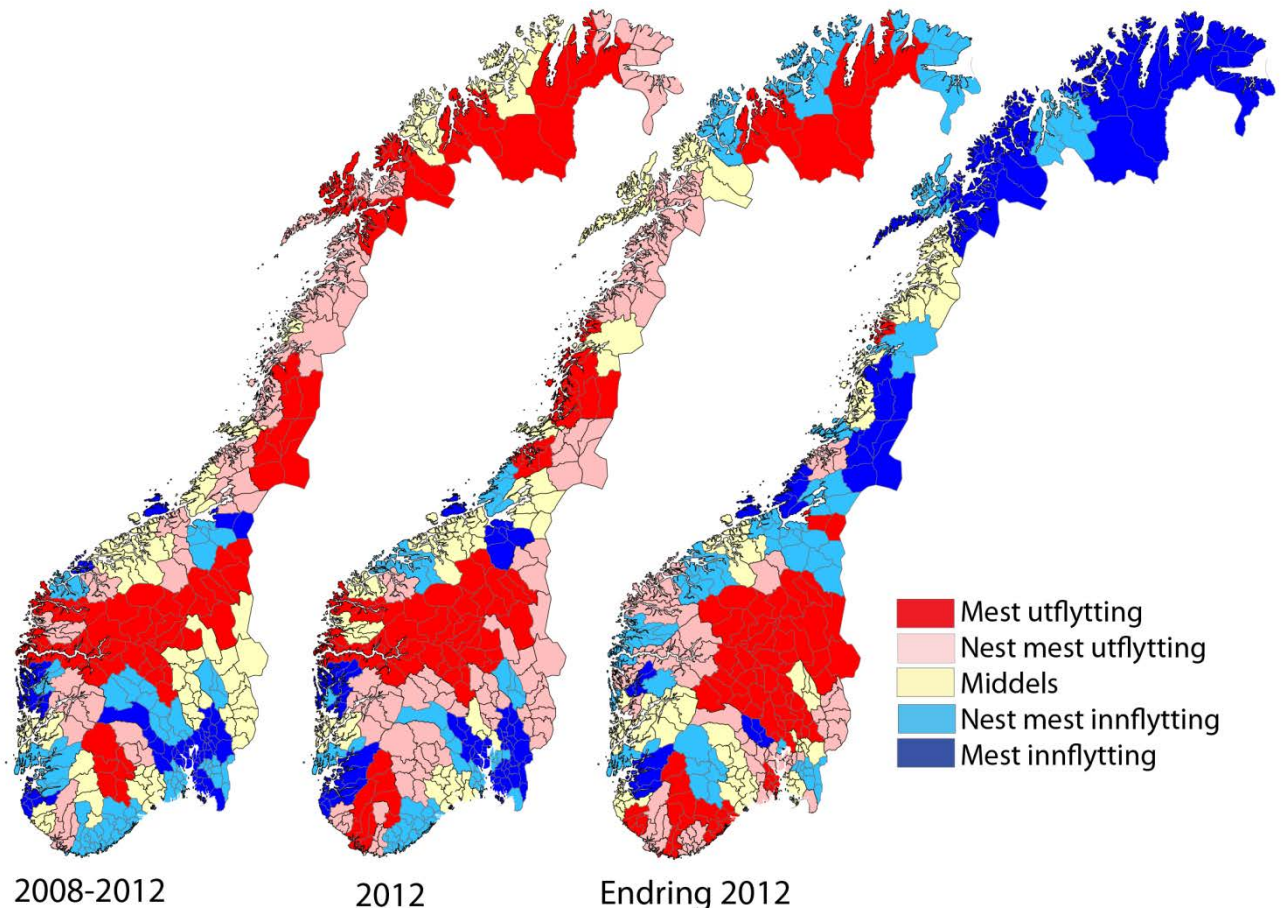 Mest utflytting
Nest mest utflytting
Middels
Nest mest innflytting
Mest innflytting
2008-2012
2012
Endring 2012